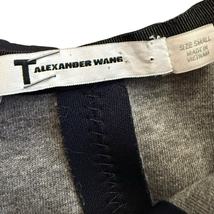 T ALEXANDER WANG
SIZE SMALL
MADE IN
VIETNAM